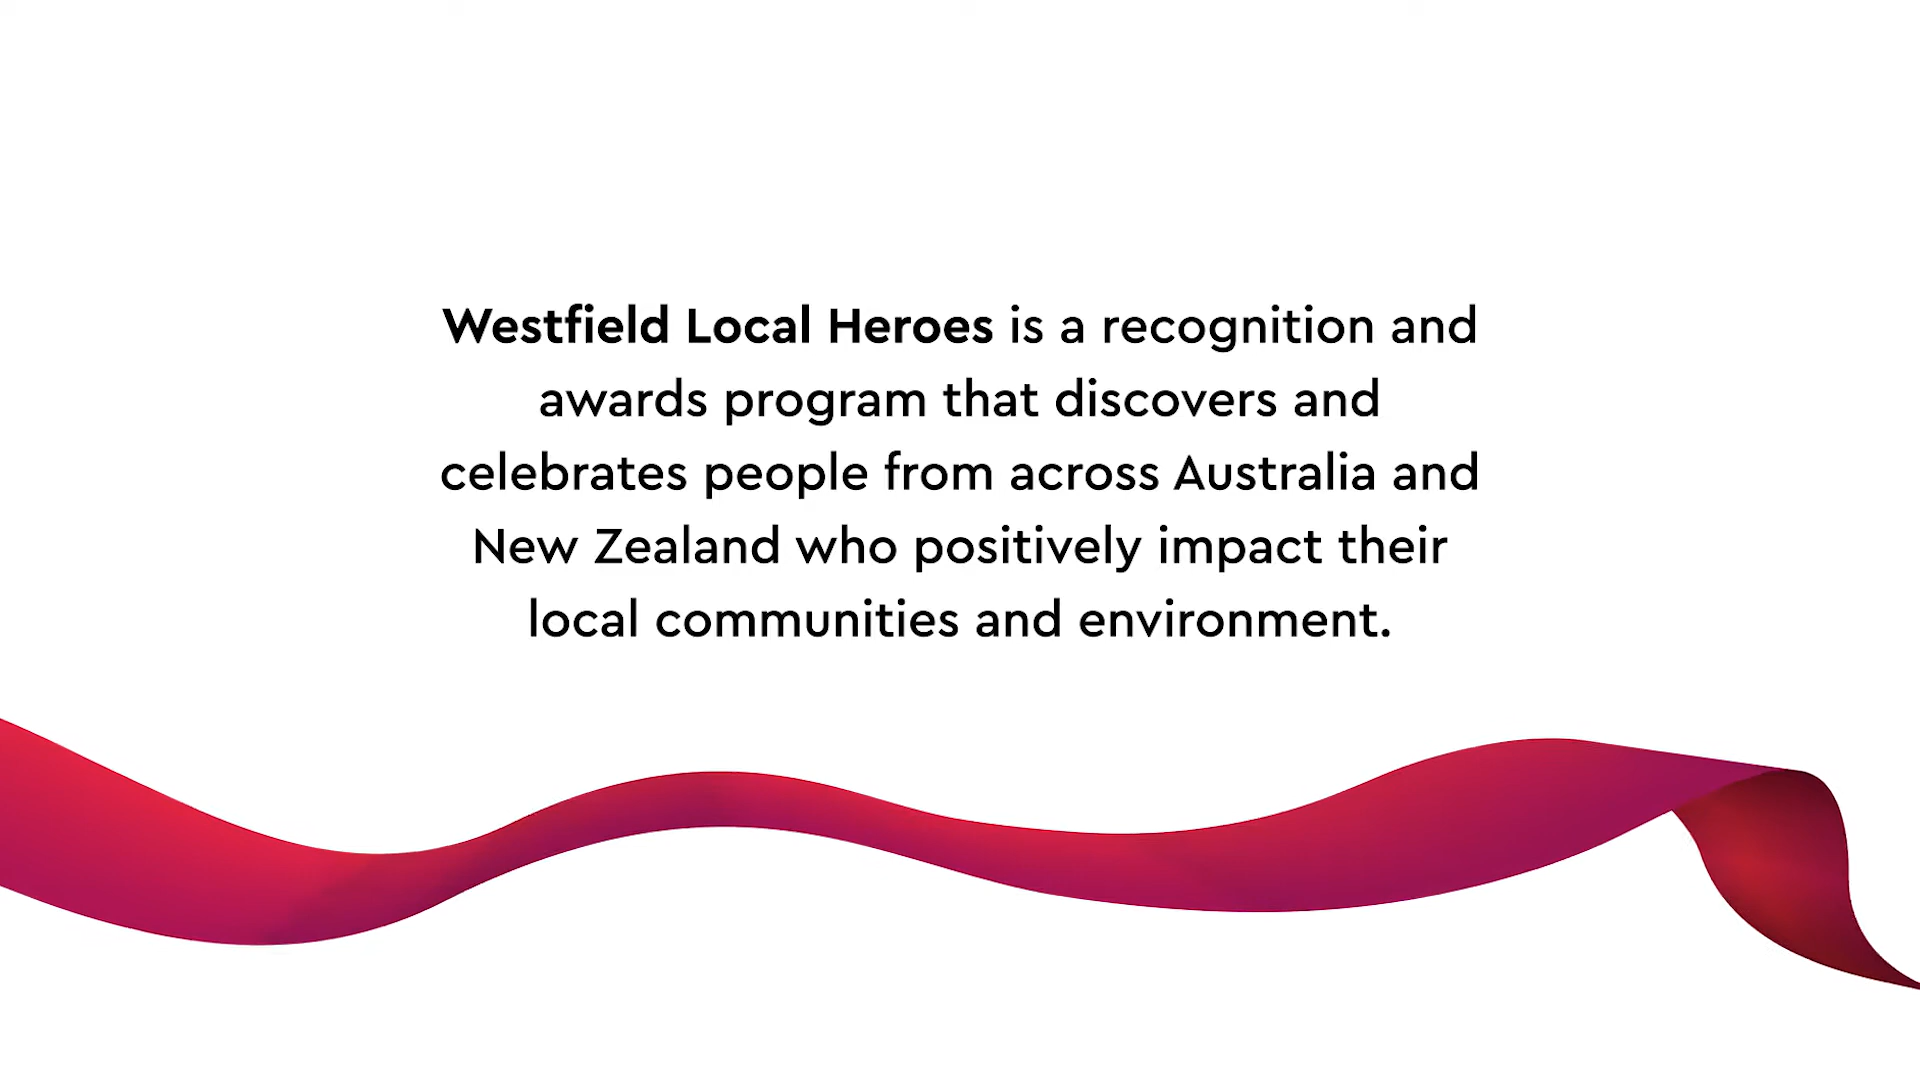 Westfield Local Heroes is a recognition and
awards program that discovers and
celebrates people from across Australia and
New Zealand who positively impact their
local communities and environment.